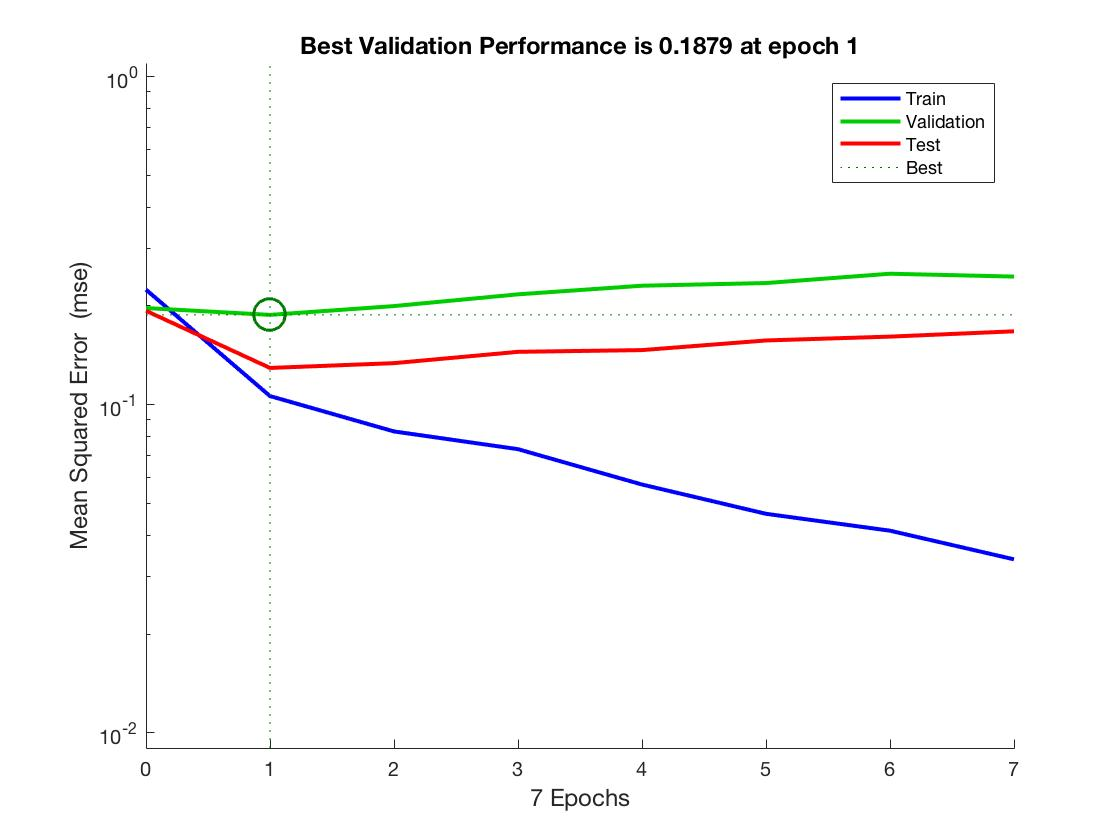 Best Validation Performance is 0.1879 at epoch 1
Train
Validation
Test
Best
Mean Squared Error (mse)
10^0
10^-1
10^-2
0 1 2 3 4 5 6 7
7 Epochs